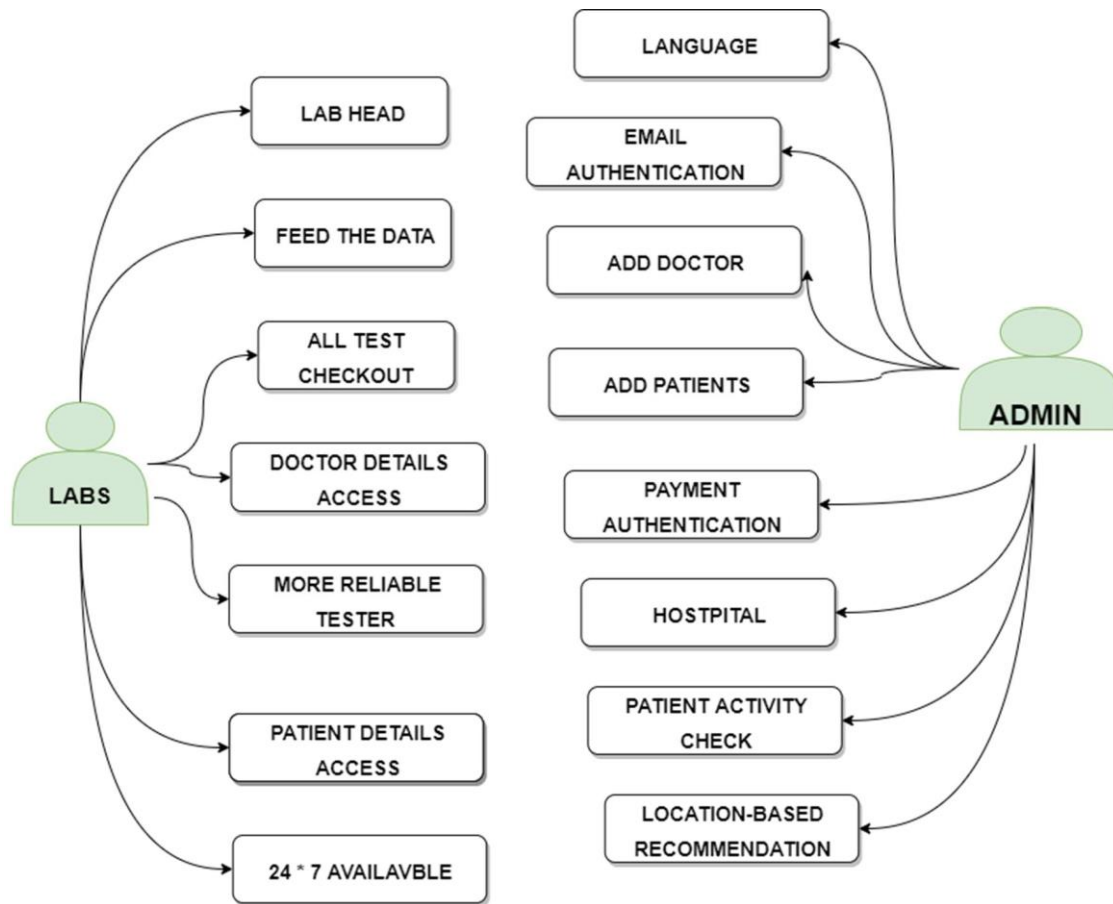 LAB HEAD
FEED THE DATA
ALL TEST
CHECKOUT
LABS
DOCTOR DETAILS
ACCESS
MORE RELIABLE
TESTER
PATIENT DETAILS
ACCESS
24 * 7 AVAILAVBLE
LANGUAGE
EMAIL
AUTHENTICATION
ADD DOCTOR
ADD PATIENTS
ADMIN
PAYMENT
AUTHENTICATION
HOSTPITAL
PATIENT ACTIVITY
CHECK
LOCATION-BASED
RECOMMENDATION